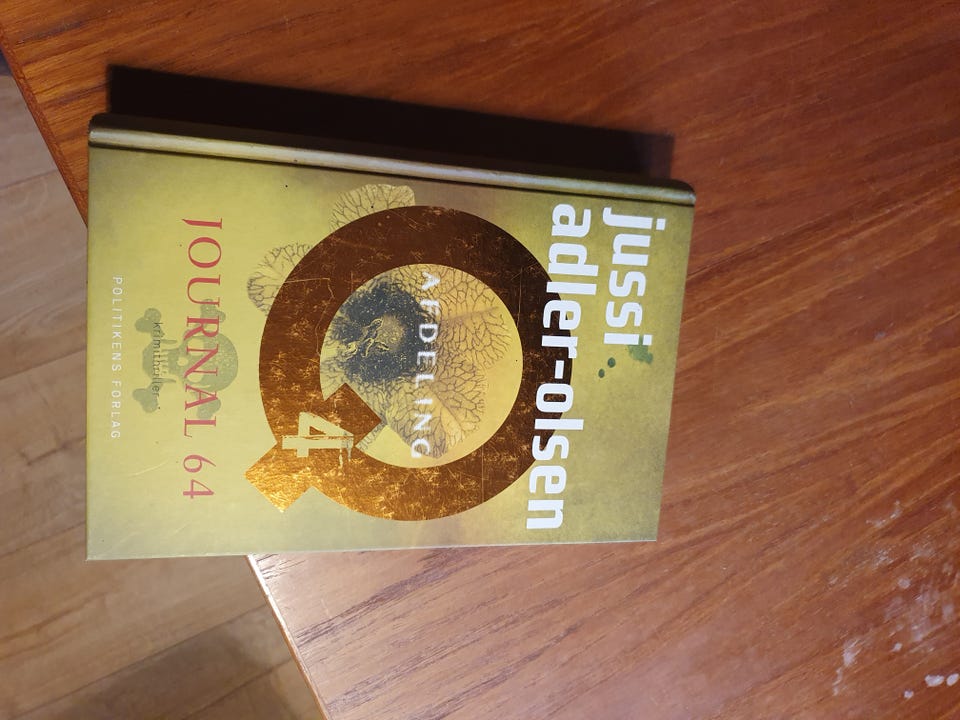 jussi
adler-olsen
AFDELING
Q
4
JOURNAL 64
krimithriller
POLITIKENS FORLAG